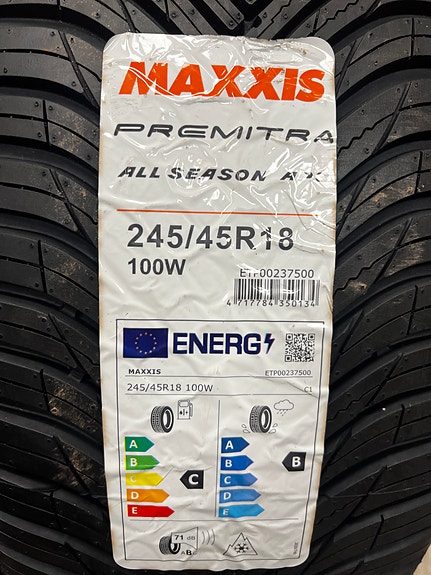 MAXXIS
PREMITRA
ALL SEASON
245/45R18
100W
ETP00237500
4 717784 350134
ENERG
MAXXIS
ETP00237500
245/45R18 100W
C1
A
B
C
D
E
C
A
B
C
D
E
B
71 dB
ABC